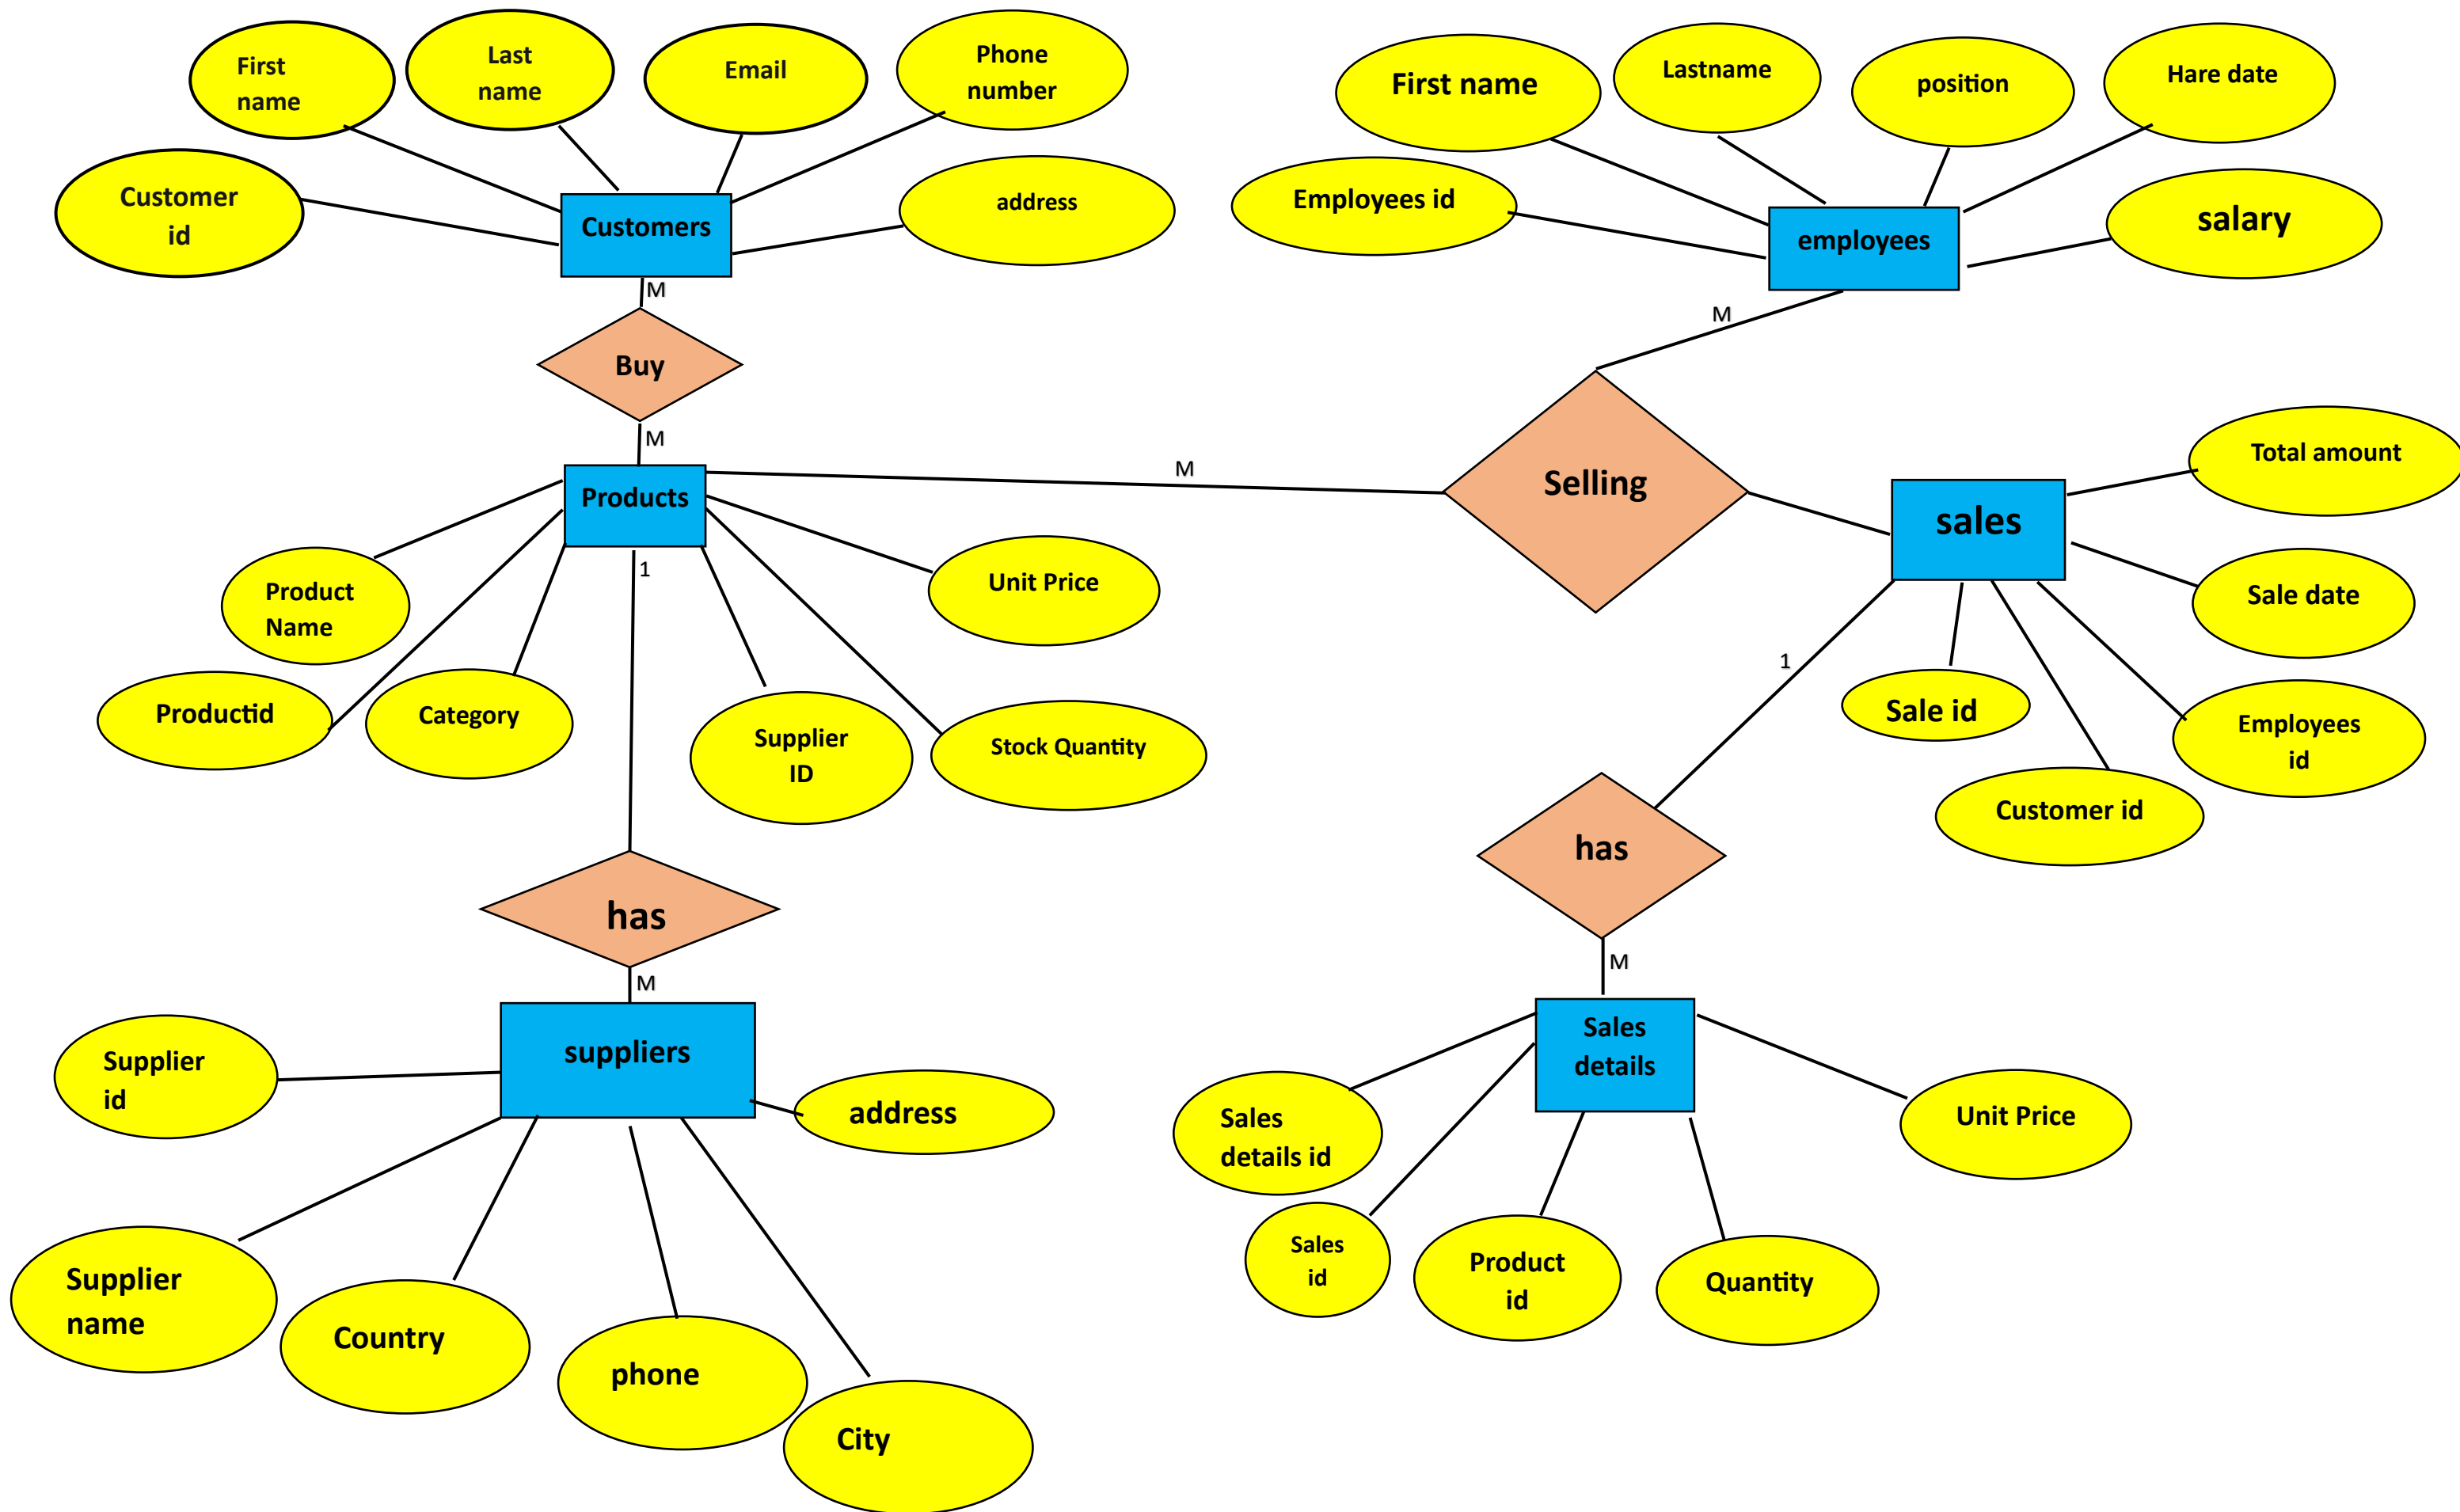 First
name
Last
name
Email
Phone
number
Customer
id
Customers
address
First name
Lastname
position
Hare date
Employees id
employees
salary
M
M
Buy
M
M
Selling
Total amount
Products
sales
1
Product
Name
Unit Price
Sale date
1
Productid
Category
Supplier
ID
Stock Quantity
Sale id
Employees
id
Customer id
has
has
M
M
Supplier
id
suppliers
address
Sales
details
Sales
details id
Unit Price
Supplier
name
Country
phone
City
Sales
id
Product
id
Quantity